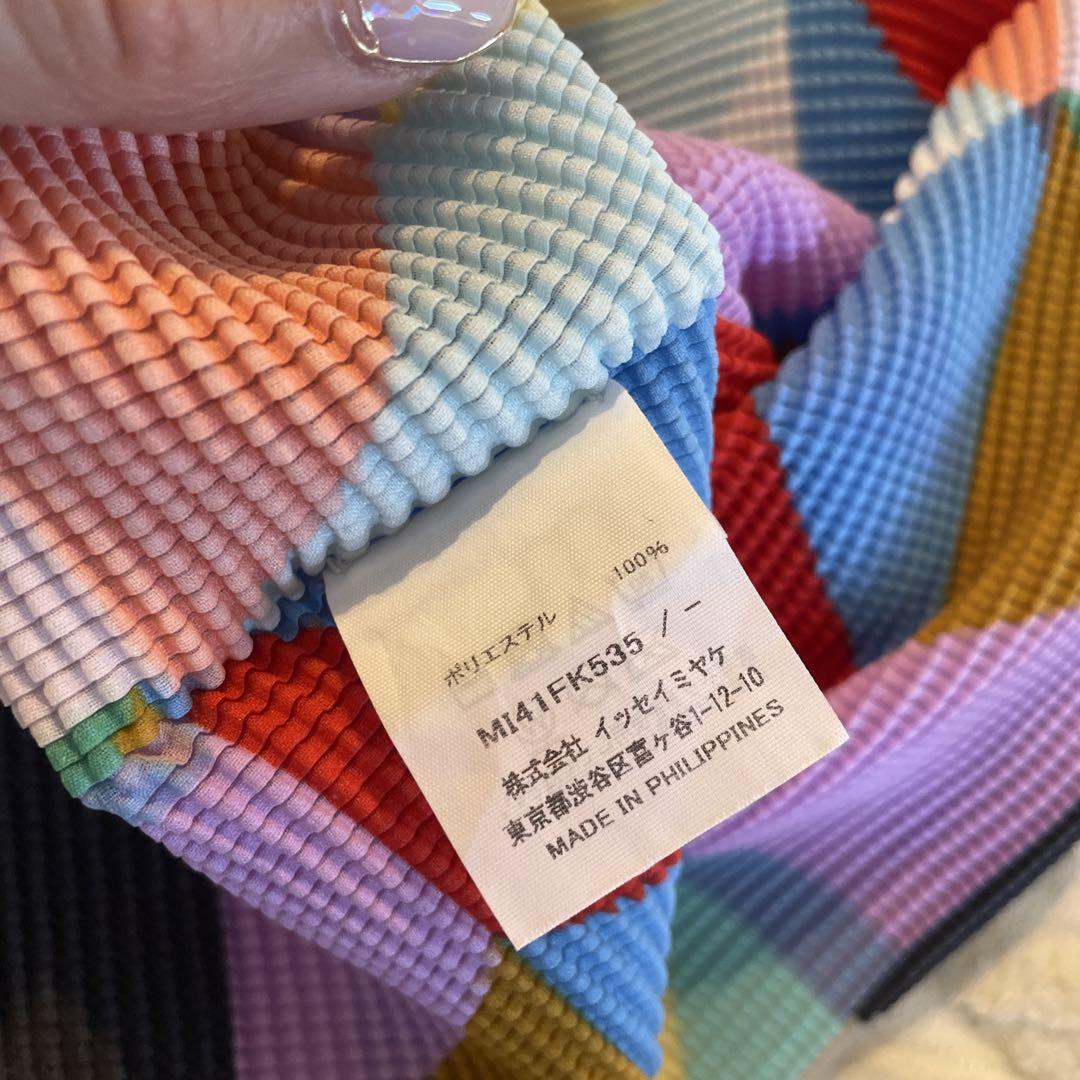 ポリエステル 100%
MI41FK535 / ー
株式会社 イッセイミヤケ
東京都渋谷区富ケ谷1-12-10
MADE IN PHILIPPINES